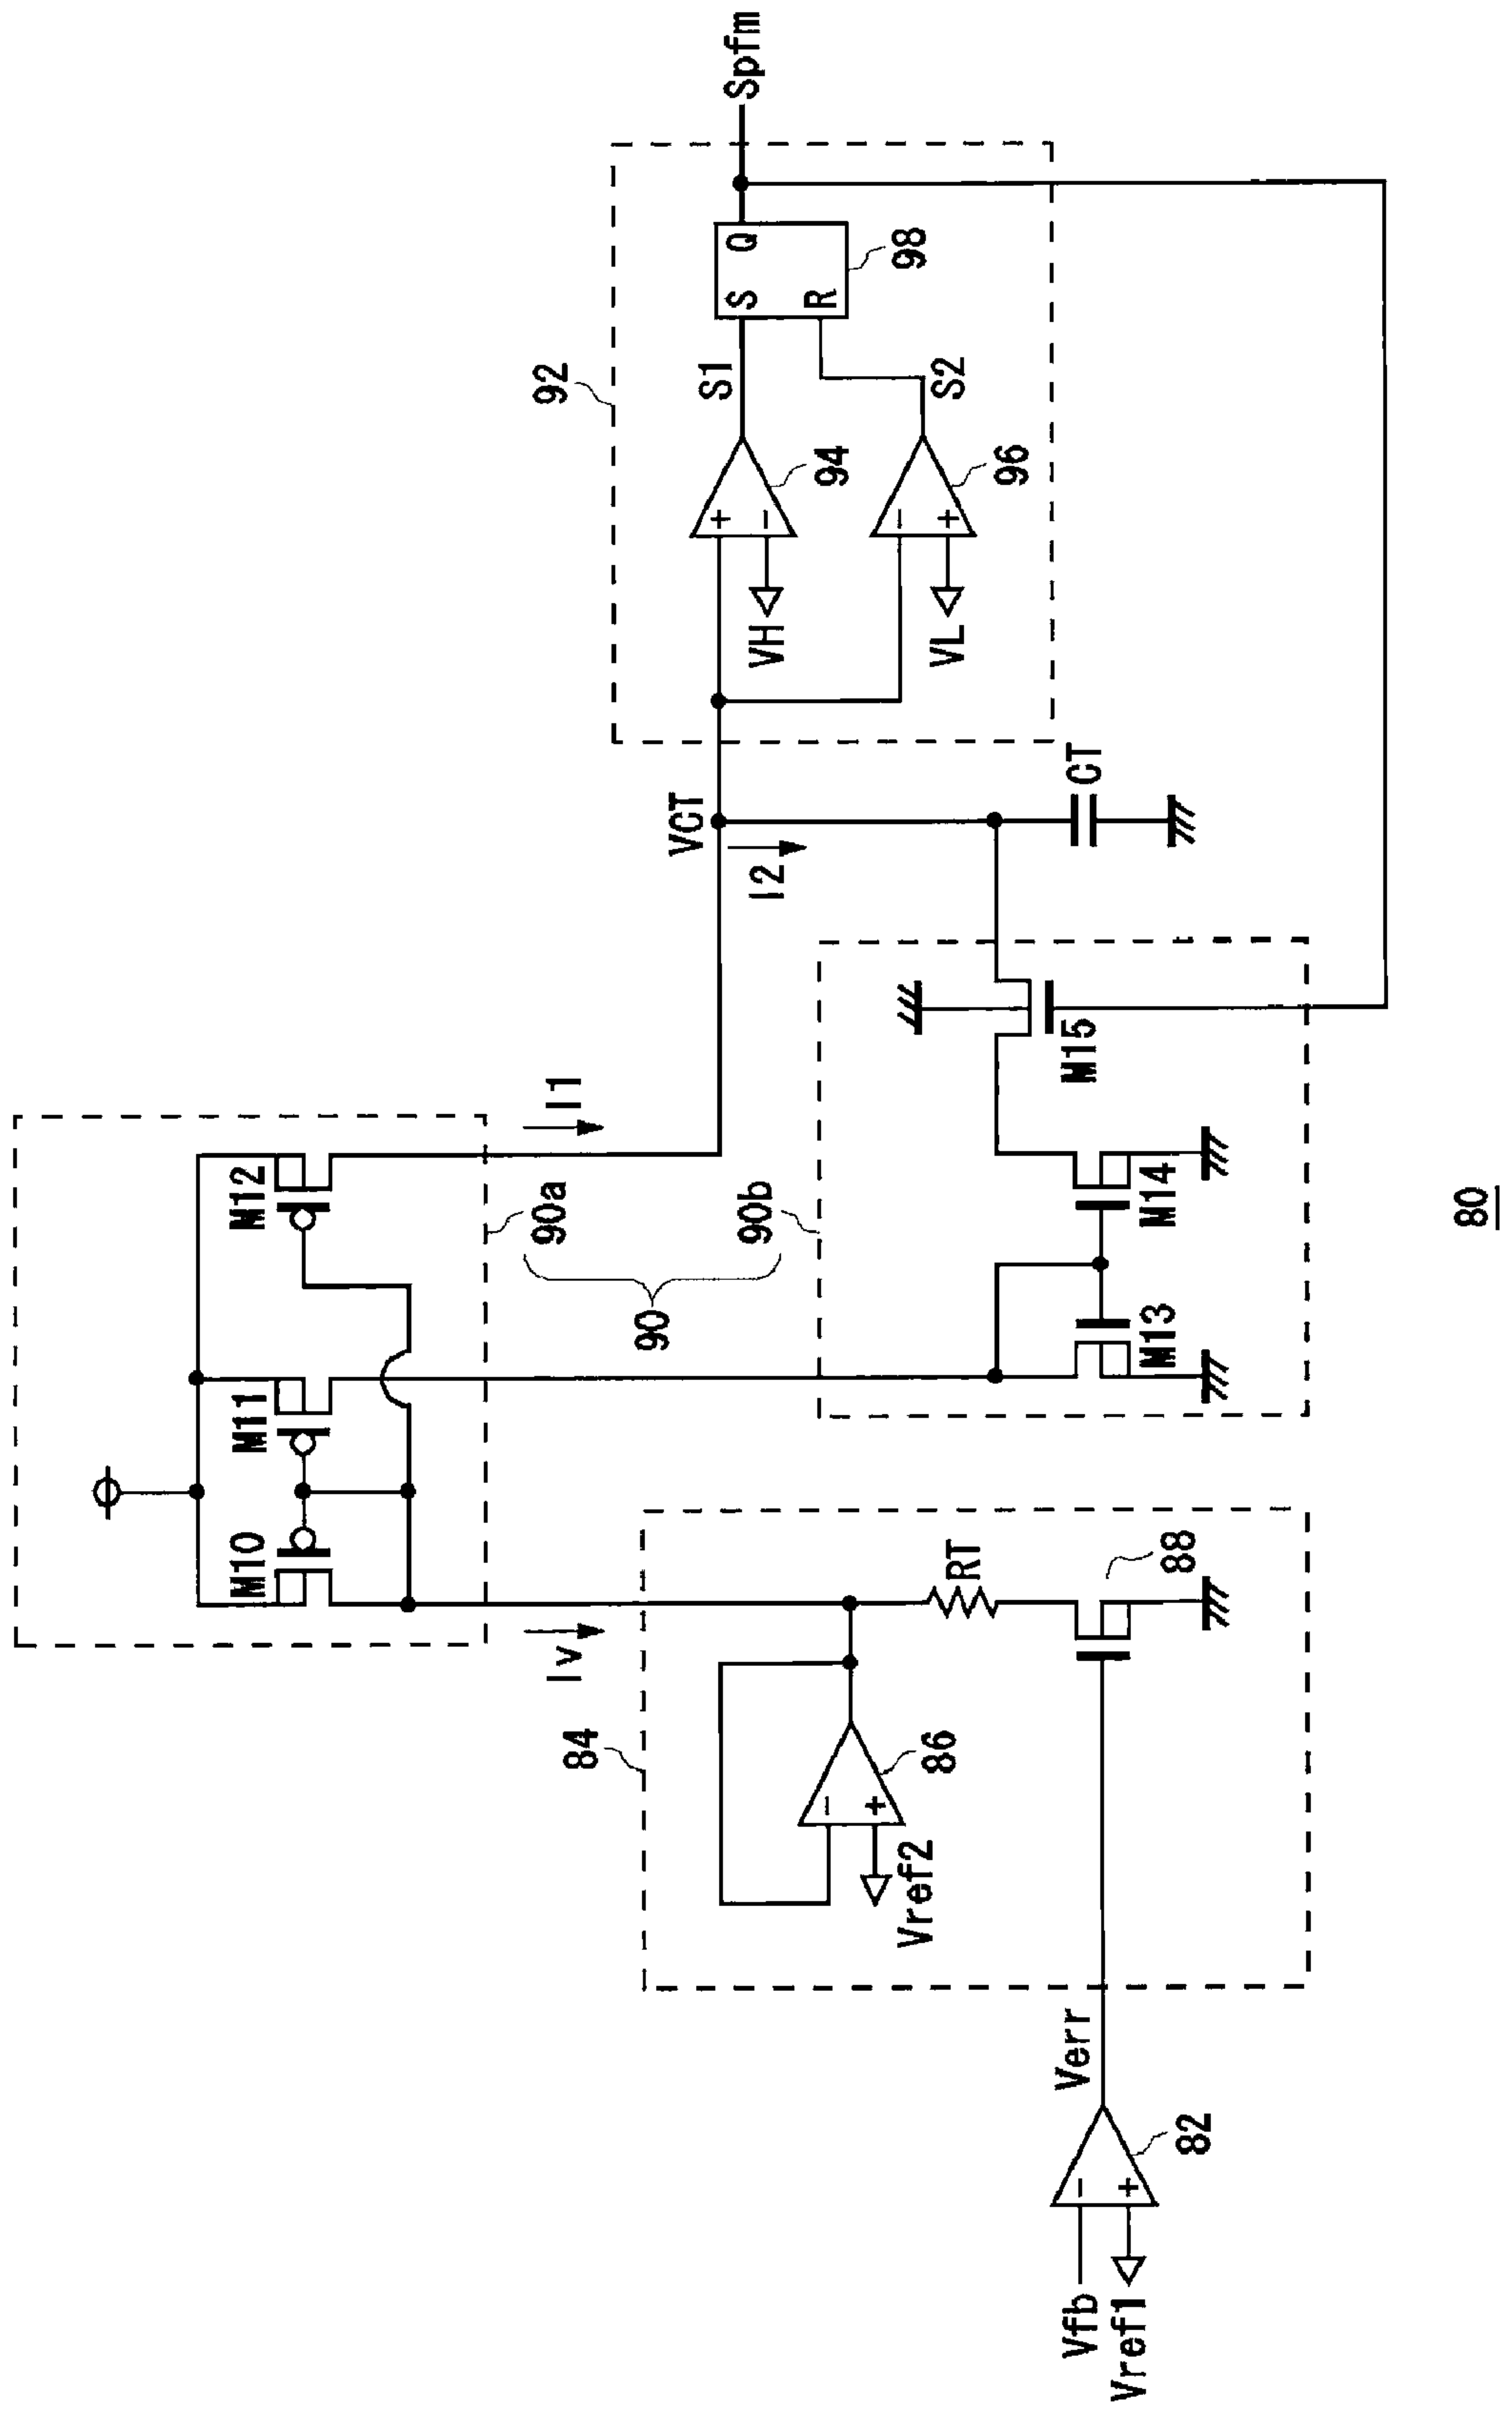 M10
M11
M12
Iv
I1
90a
90
90b
84
86
Vref2
RT
88
Vfb
Vref1
82
Verr
M13
M14
M15
VCT
I2
CT
92
VH
VL
94
96
S1
S2
S
R
Q
98
Spfm
80